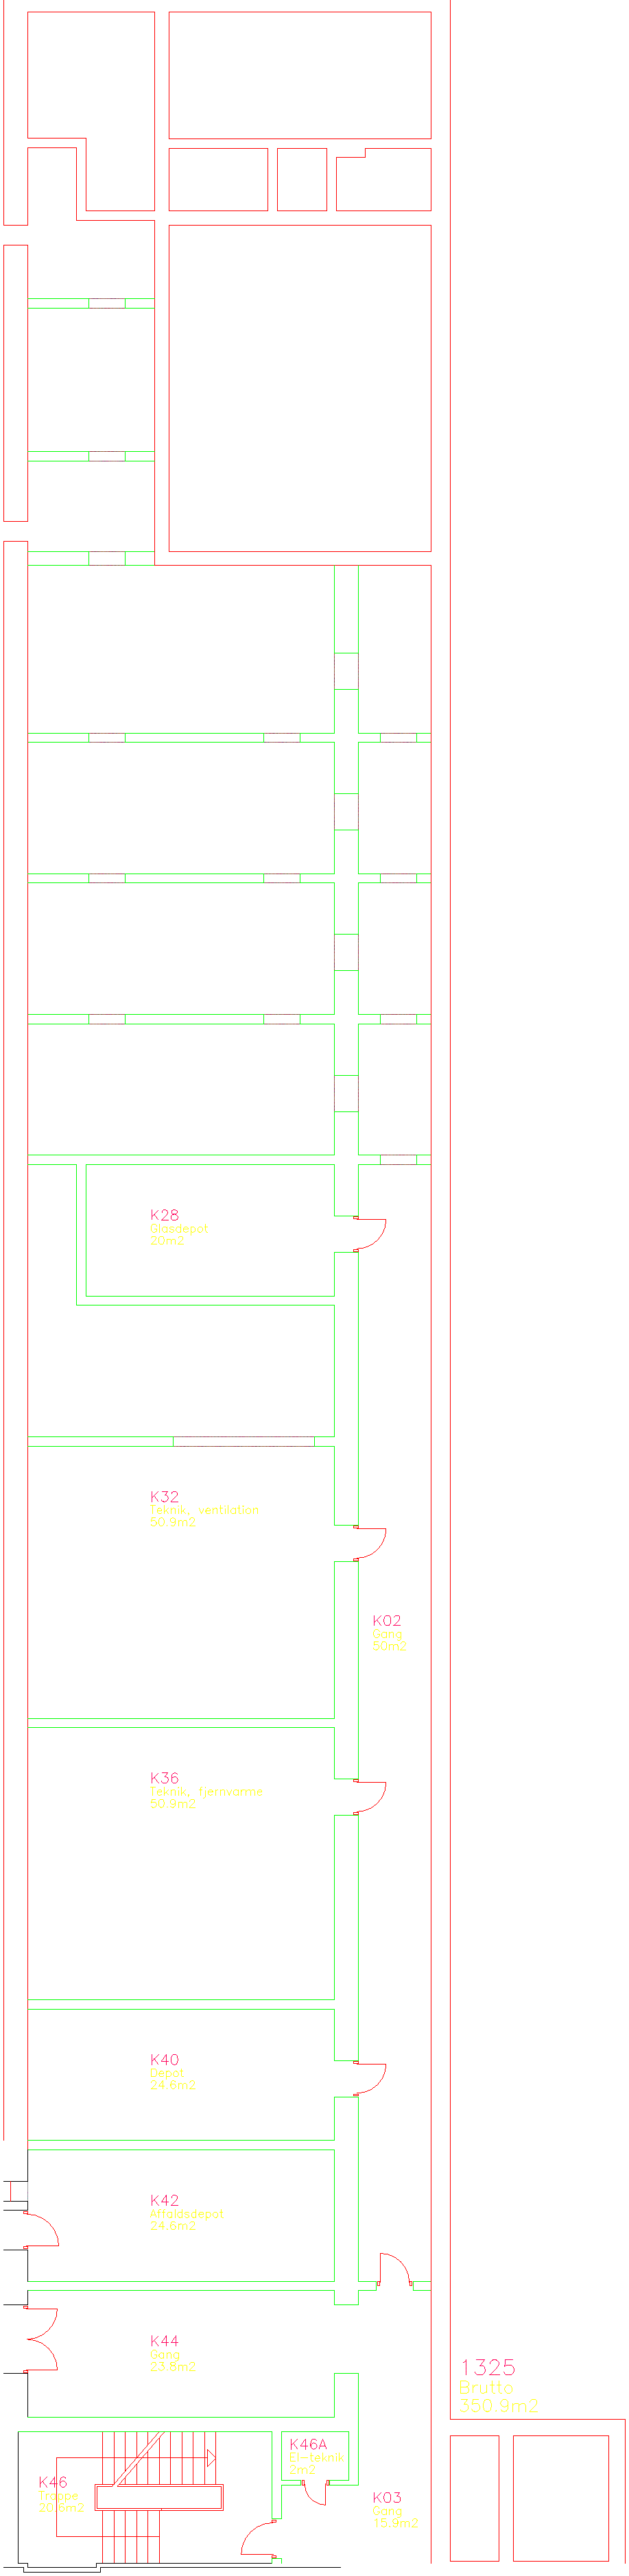 K28
Glasdepot
20m2
K32
Teknik, ventilation
50.9m2
K02
Gang
50m2
K36
Teknik, fjernvarme
50.9m2
K40
Depot
24.6m2
K42
Affaldsdepot
24.6m2
K44
Gang
23.8m2
1325
Brutto
350.9m2
K46A
El-teknik
2m2
K46
Trappe
20.6m2
K03
Gang
15.9m2